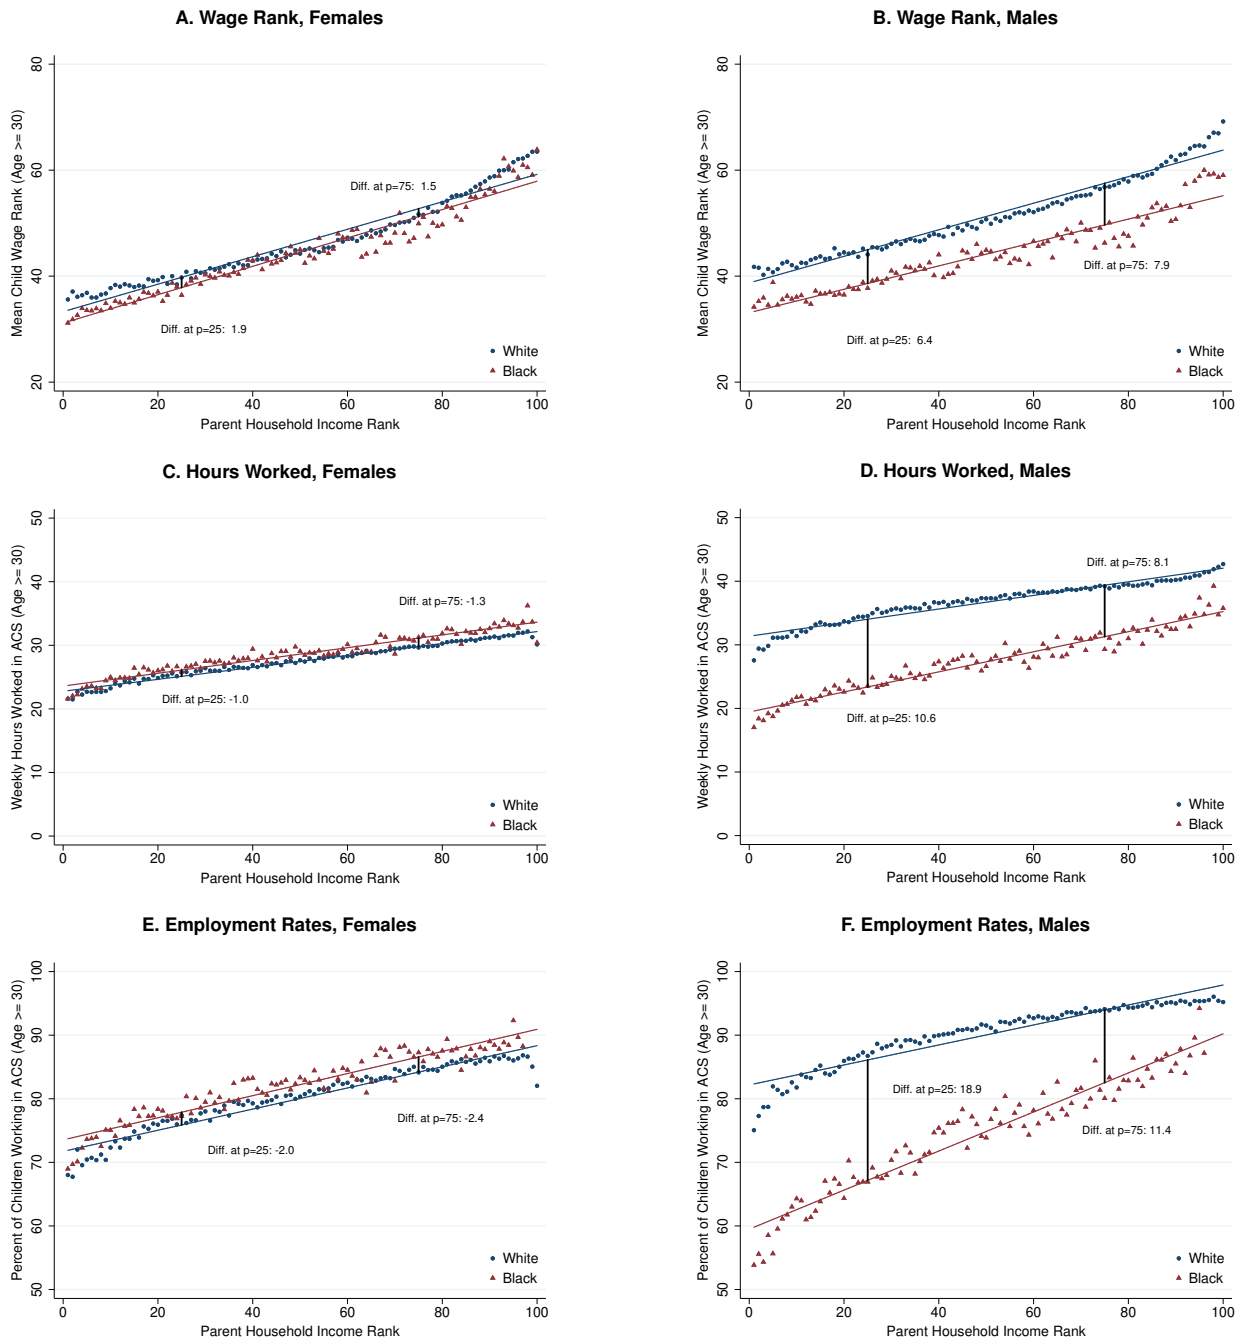 A. Wage Rank, Females
Mean Child Wage Rank (Age >= 30)
80
60
40
20
Diff. at p=75: 1.5
Diff. at p=25: 1.9
White
Black
0 20 40 60 80 100
Parent Household Income Rank
B. Wage Rank, Males
Mean Child Wage Rank (Age >= 30)
80
60
40
20
Diff. at p=75: 7.9
Diff. at p=25: 6.4
White
Black
0 20 40 60 80 100
Parent Household Income Rank
C. Hours Worked, Females
Weekly Hours Worked in ACS (Age >= 30)
50
40
30
20
10
0
Diff. at p=75: -1.3
Diff. at p=25: -1.0
White
Black
0 20 40 60 80 100
Parent Household Income Rank
D. Hours Worked, Males
Weekly Hours Worked in ACS (Age >= 30)
50
40
30
20
10
0
Diff. at p=75: 8.1
Diff. at p=25: 10.6
White
Black
0 20 40 60 80 100
Parent Household Income Rank
E. Employment Rates, Females
Percent of Children Working in ACS (Age >= 30)
100
90
80
70
60
50
Diff. at p=75: -2.4
Diff. at p=25: -2.0
White
Black
0 20 40 60 80 100
Parent Household Income Rank
F. Employment Rates, Males
Percent of Children Working in ACS (Age >= 30)
100
90
80
70
60
50
Diff. at p=25: 18.9
Diff. at p=75: 11.4
White
Black
0 20 40 60 80 100
Parent Household Income Rank